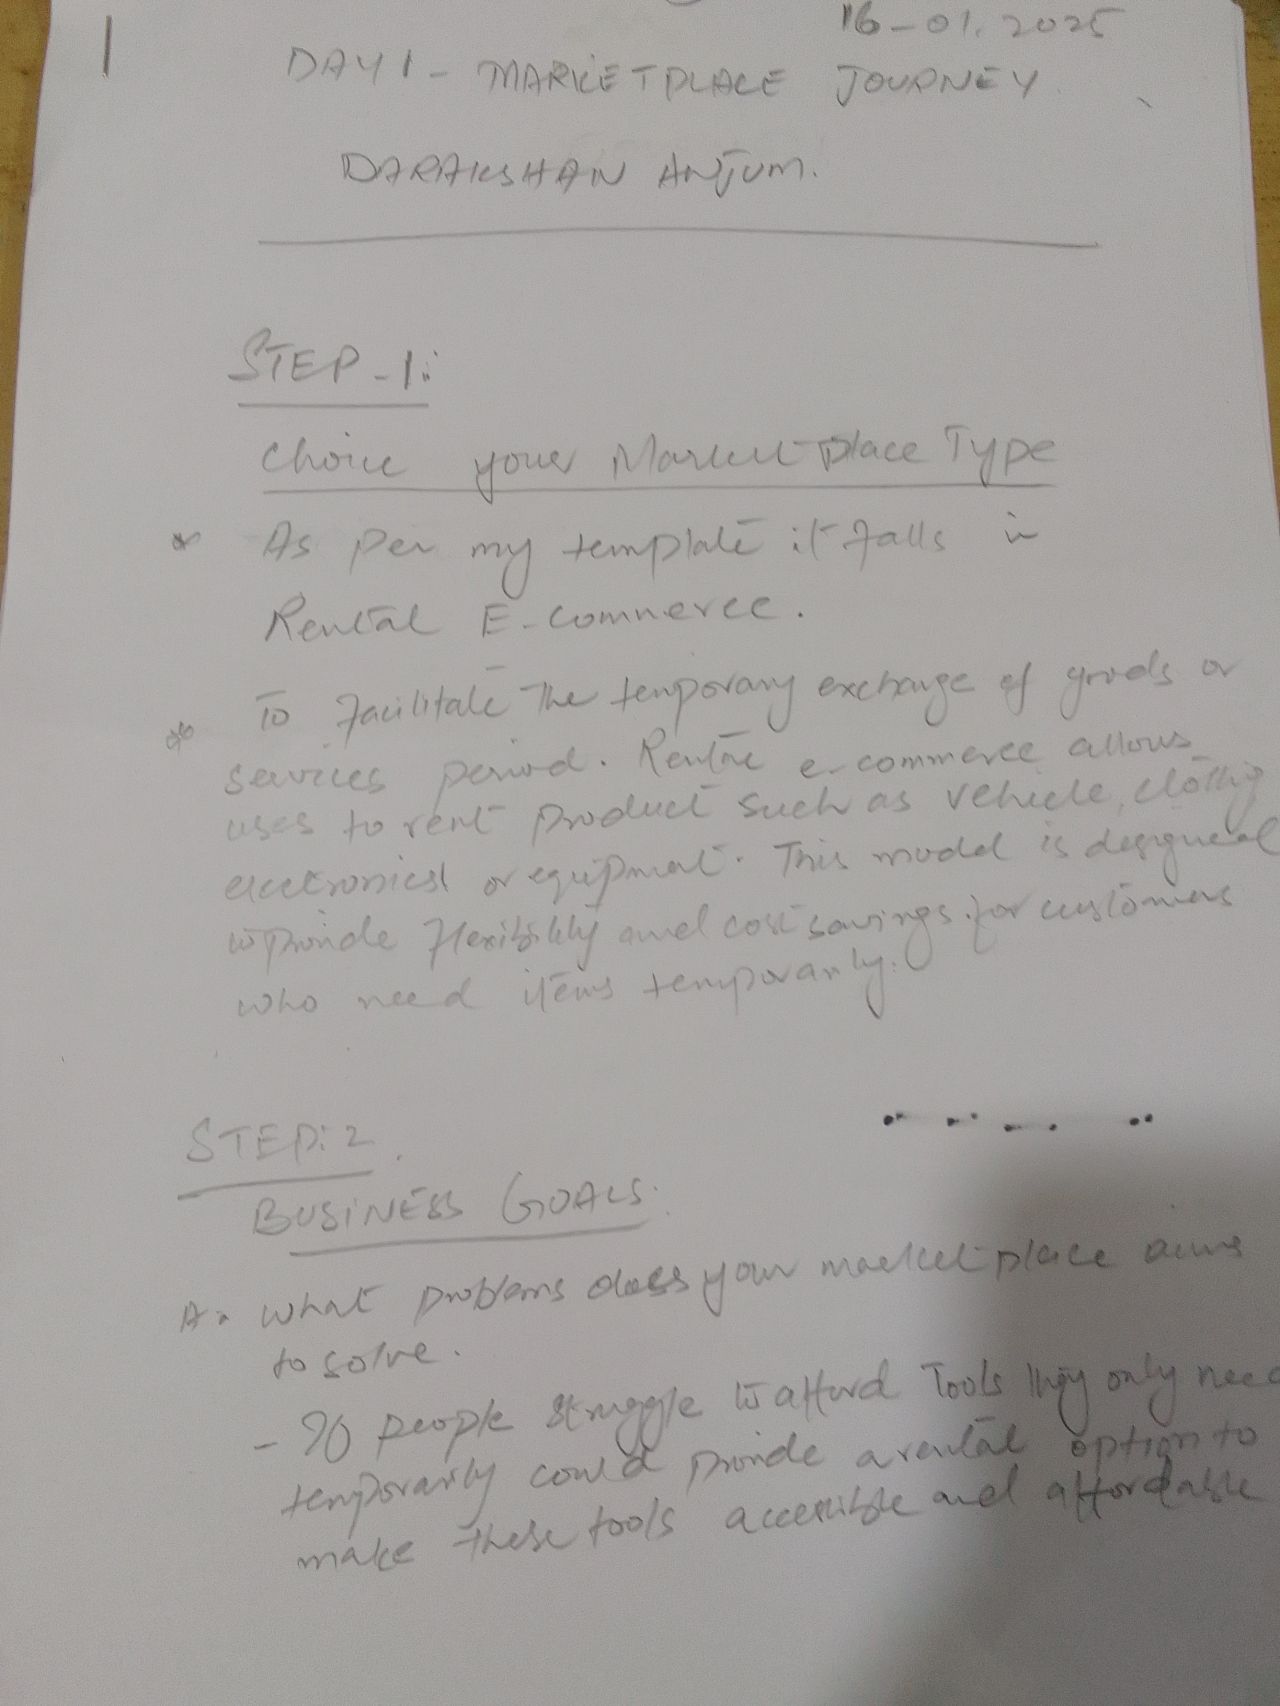 1
16-01.2025
DAY 1 - MARKETPLACE JOURNEY
DARAKSHAN ANJUM.
STEP-1:
Choice your Market Place Type
* As per my template it falls in
Rental E-commerce.
* To facilitate The temporary exchange of goods or
services period. Rental e-commerce allows
uses to rent product such as vehicle, clothig
electronics or equipment. This model is designed
to provide flexibility and cost savings for customers
who need items temporarily.
STEP: 2
BUSINESS GOALS.
A. What problems does your market place aims
to solve.
- If people struggle to afford Tools they only need
temporarily could provide a rental option to
make these tools accessible and affordable